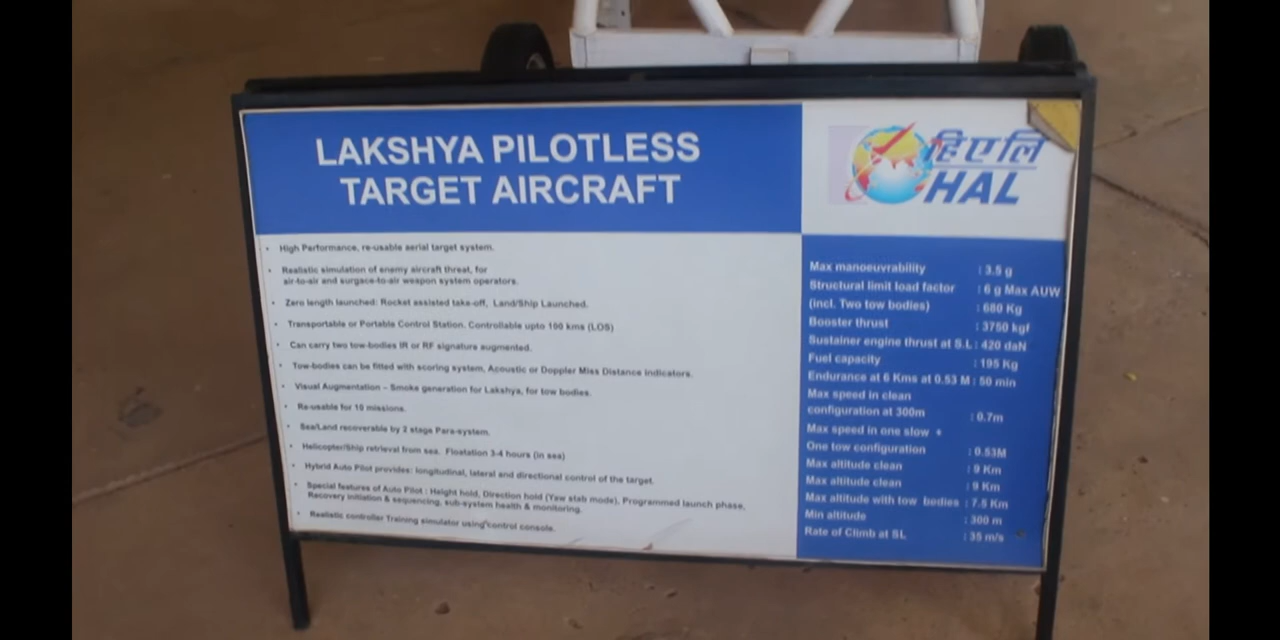 LAKSHYA PILOTLESS
TARGET AIRCRAFT
हिएलि
HAL
• High Performance, re-usable aerial target system.
• Realistic simulation of enemy aircraft threat, for
air-to-air and surgace-to-air weapon system operators.
• Zero length launched: Rocket assisted take-off, Land/Ship Launched.
• Transportable or Portable Control Station. Controllable upto 100 kms (LOS)
• Can carry two tow-bodies IR or RF signature augmented.
• Tow-bodies can be fitted with scoring system, Acoustic or Doppler Miss Distance Indicators.
• Visual Augmentation – Smoke generation for Lakshya, for tow bodies.
• Re-usable for 10 missions.
• Sea/Land recoverable by 2 stage Para-system.
• Helicopter/Ship retrieval from sea. Floatation 3-4 hours (in sea)
• Hybrid Auto Pilot provides: longitudinal, lateral and directional control of the target.
• Special features of Auto Pilot : Height hold, Direction hold (Yaw stab mode), Programmed launch phase,
Recovery initiation & sequencing, sub-system health & monitoring.
• Realistic controller Training simulator using control console.
Max manoeuvrability : 3.5 g
Structural limit load factor : 6 g Max AUW
(incl. Two tow bodies) : 680 Kg
Booster thrust : 3750 kgf
Sustainer engine thrust at S.L : 420 daN
Fuel capacity : 195 Kg
Endurance at 6 Kms at 0.53 M : 50 min
Max speed in clean
configuration at 300m : 0.7m
Max speed in one slow +
One tow configuration : 0.53M
Max altitude clean : 9 Km
Max altitude clean : 9 Km
Max altitude with tow bodies : 7.5 Km
Min altitude : 300 m
Rate of Climb at SL : 35 m/s